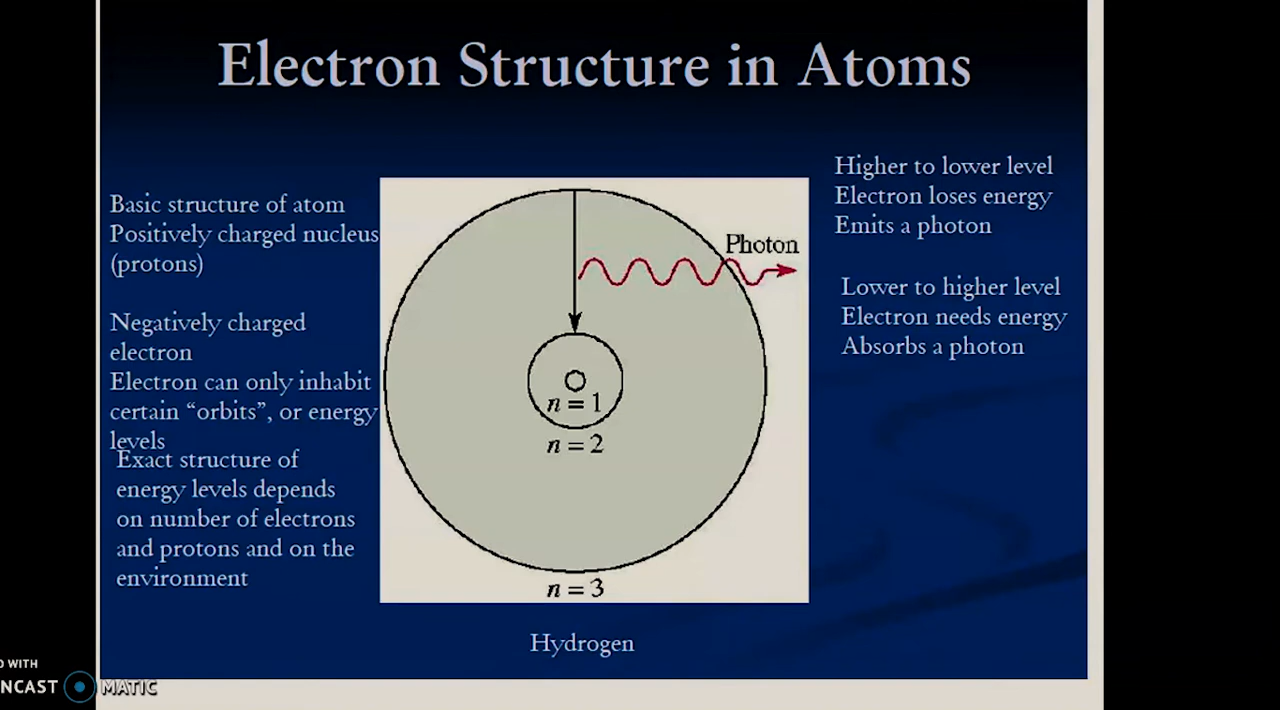 Electron Structure in Atoms
Basic structure of atom
Positively charged nucleus
(protons)
Negatively charged
electron
Electron can only inhabit
certain “orbits”, or energy
levels
Exact structure of
energy levels depends
on number of electrons
and protons and on the
environment
Photon
n = 1
n = 2
n = 3
Hydrogen
Higher to lower level
Electron loses energy
Emits a photon
Lower to higher level
Electron needs energy
Absorbs a photon
WITH
NCAST MATIC